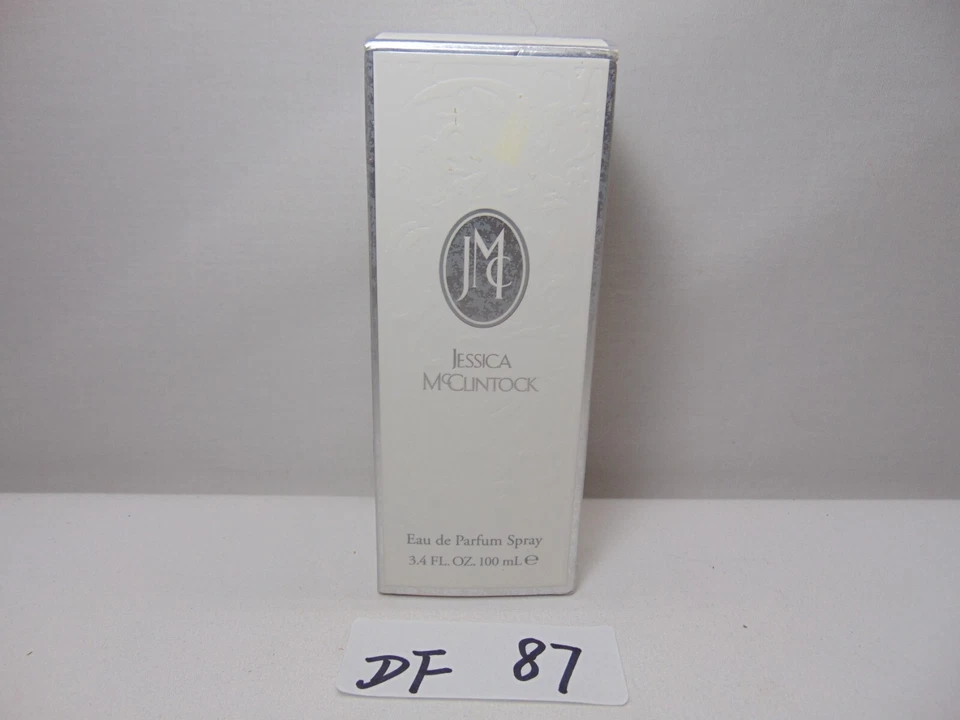 JMC
JESSICA
McCLINTOCK
Eau de Parfum Spray
3.4 FL. OZ. 100 mL ℮
DF 87